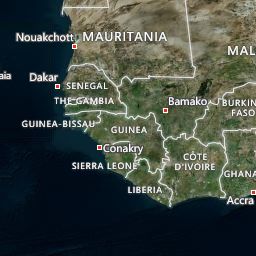 Nouakchott
MAURITANIA
MAL
aia
Dakar
SENEGAL
THE GAMBIA
Bamako
BURKIN
FASO
GUINEA-BISSAU
GUINEA
Conakry
CÔTE
D'IVOIRE
SIERRA LEONE
GHANA
LIBERIA
Accra